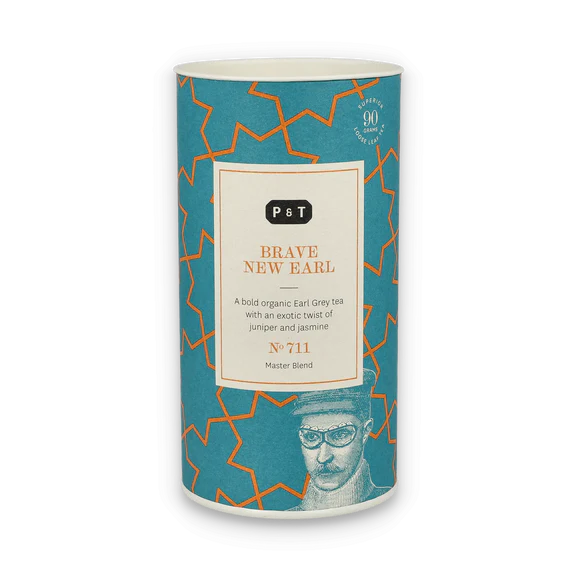 SUPERIOR
90
GRAMS
LOOSE LEAF TEA
P & T
BRAVE
NEW EARL
A bold organic Earl Grey tea
with an exotic twist of
juniper and jasmine
Nº 711
Master Blend